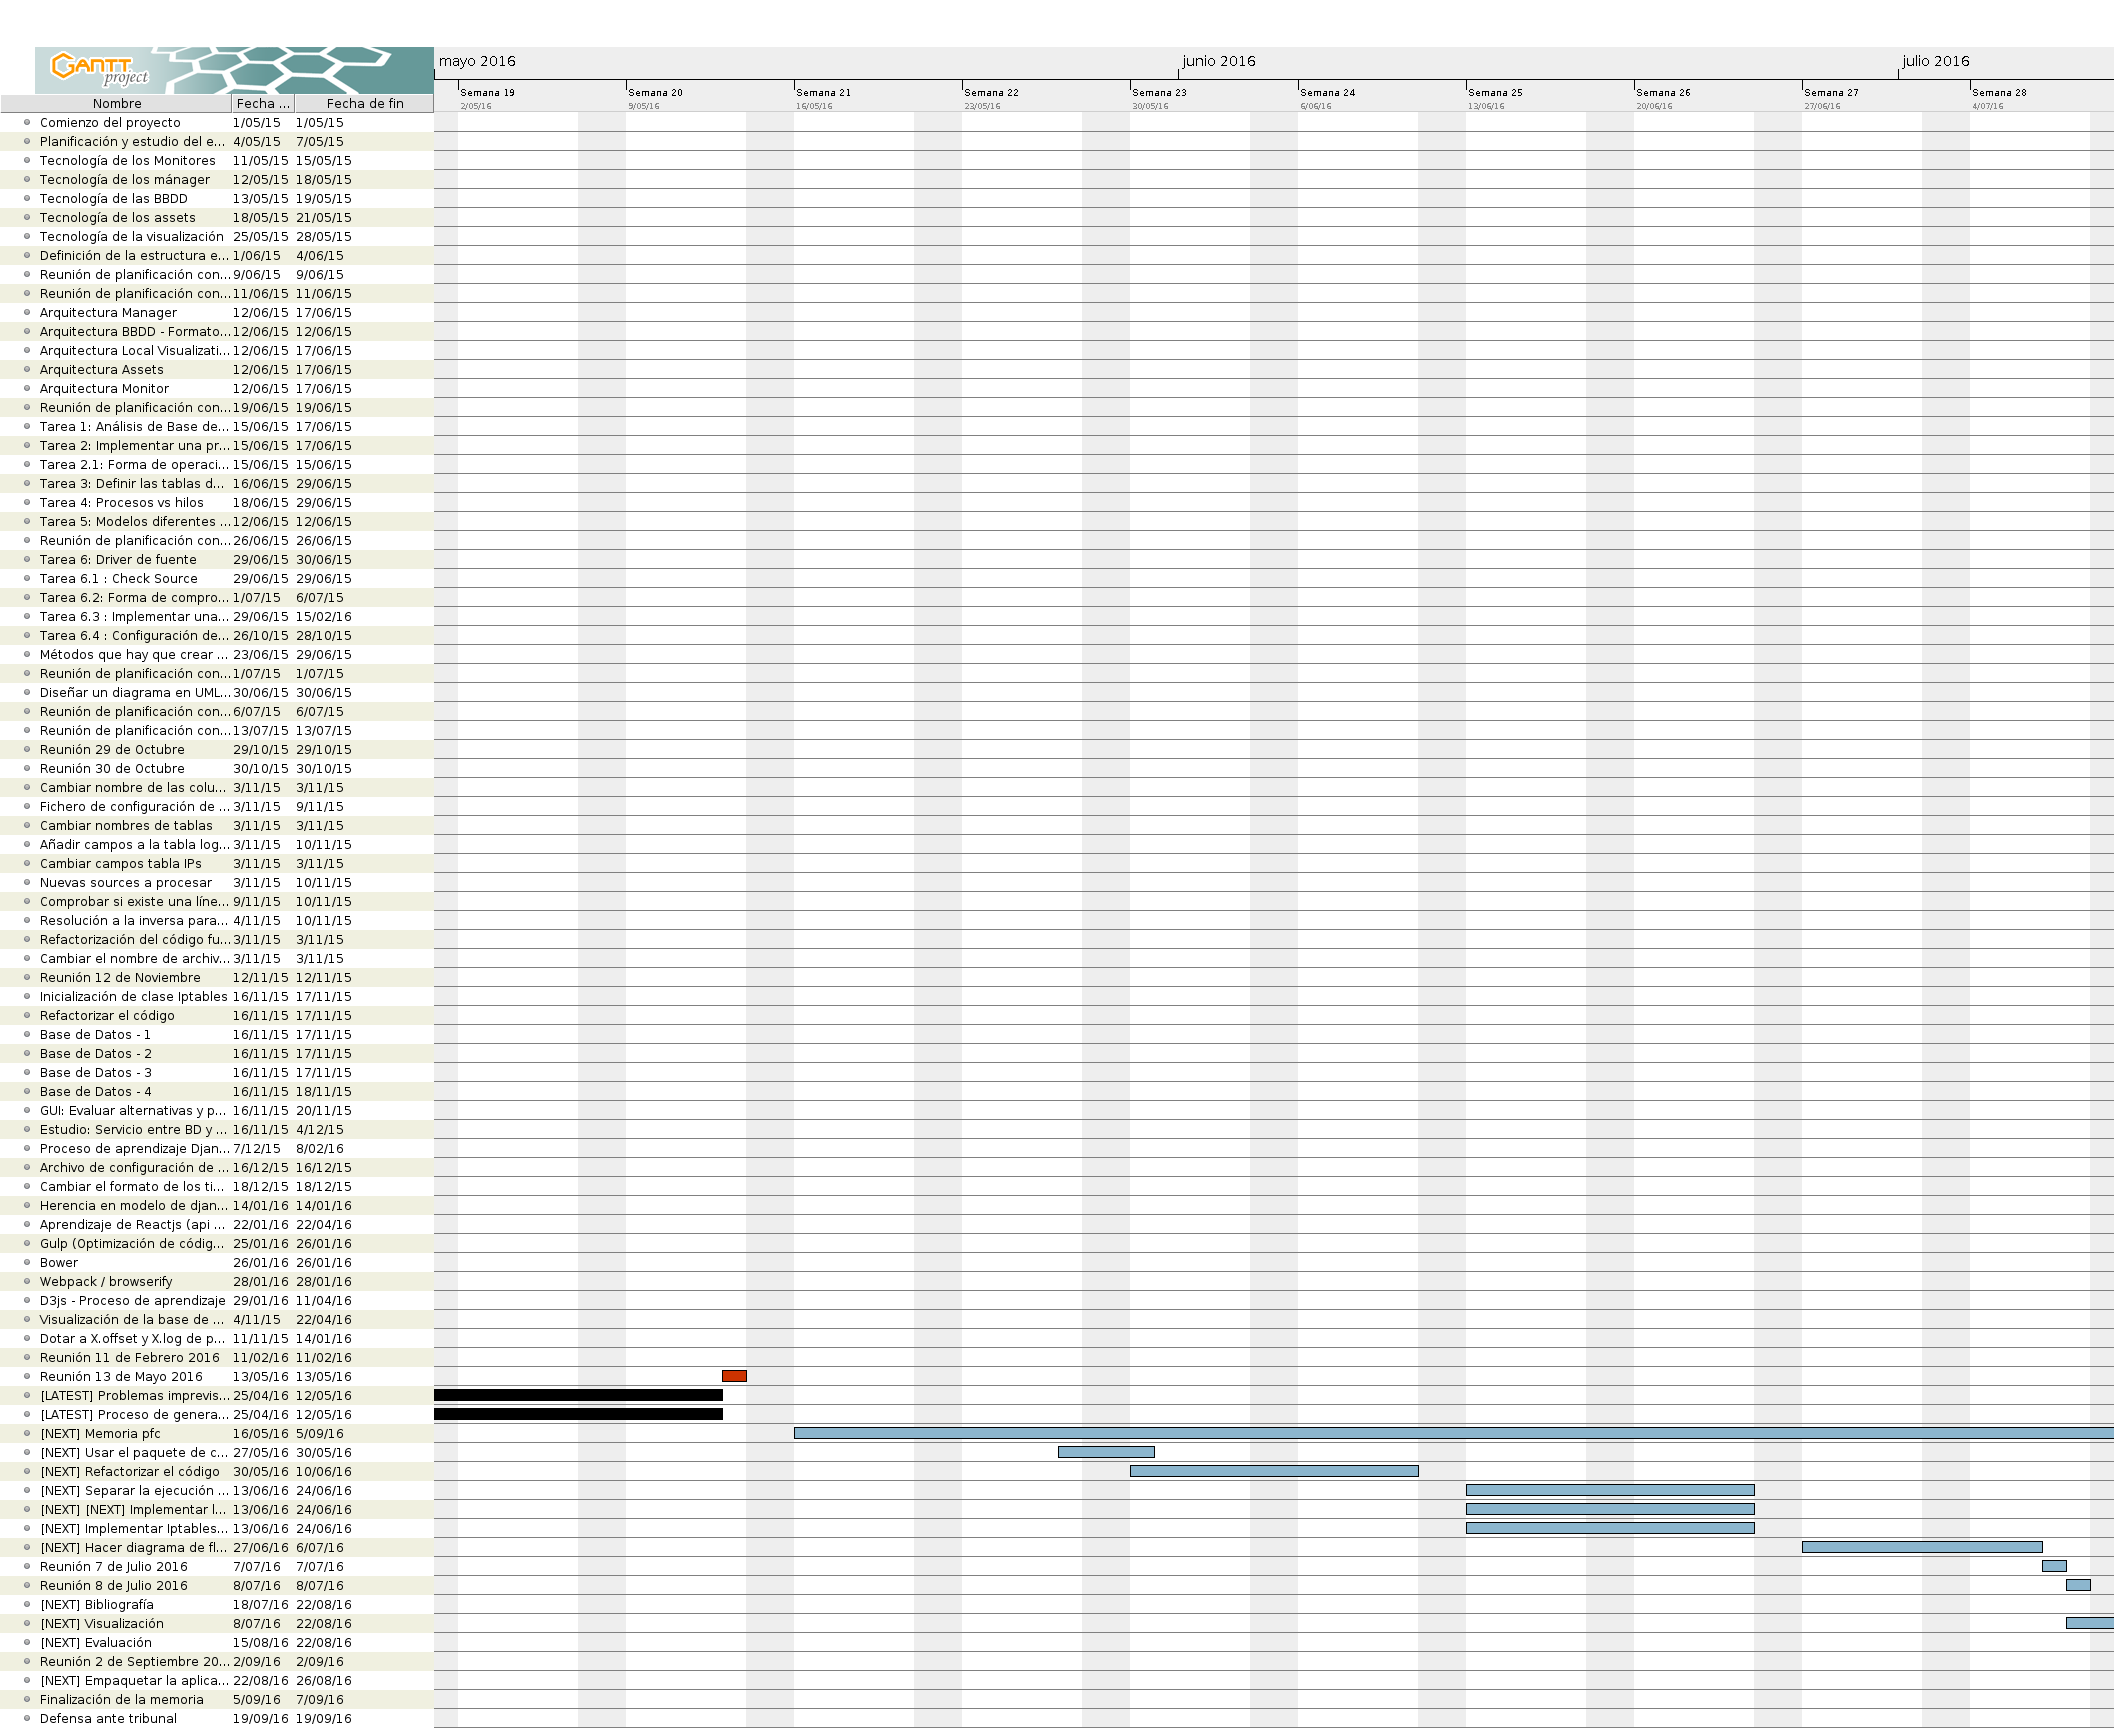 GANTT
project
mayo 2016 junio 2016 julio 2016
Semana 19 Semana 20 Semana 21 Semana 22 Semana 23 Semana 24 Semana 25 Semana 26 Semana 27 Semana 28
2/05/16 9/05/16 16/05/16 23/05/16 30/05/16 6/06/16 13/06/16 20/06/16 27/06/16 4/07/16
Nombre Fecha ... Fecha de fin
Comienzo del proyecto 1/05/15 1/05/15
Planificación y estudio del e... 4/05/15 7/05/15
Tecnología de los Monitores 11/05/15 15/05/15
Tecnología de los mánager 12/05/15 18/05/15
Tecnología de las BBDD 13/05/15 19/05/15
Tecnología de los assets 18/05/15 21/05/15
Tecnología de la visualización 25/05/15 28/05/15
Definición de la estructura e... 1/06/15 4/06/15
Reunión de planificación con... 9/06/15 9/06/15
Reunión de planificación con... 11/06/15 11/06/15
Arquitectura Manager 12/06/15 17/06/15
Arquitectura BBDD - Formato... 12/06/15 12/06/15
Arquitectura Local Visualizati... 12/06/15 17/06/15
Arquitectura Assets 12/06/15 17/06/15
Arquitectura Monitor 12/06/15 17/06/15
Reunión de planificación con... 19/06/15 19/06/15
Tarea 1: Análisis de Base de... 15/06/15 17/06/15
Tarea 2: Implementar una pr... 15/06/15 17/06/15
Tarea 2.1: Forma de operaci... 15/06/15 15/06/15
Tarea 3: Definir las tablas d... 16/06/15 29/06/15
Tarea 4: Procesos vs hilos 18/06/15 29/06/15
Tarea 5: Modelos diferentes ... 12/06/15 12/06/15
Reunión de planificación con... 26/06/15 26/06/15
Tarea 6: Driver de fuente 29/06/15 30/06/15
Tarea 6.1 : Check Source 29/06/15 29/06/15
Tarea 6.2: Forma de compro... 1/07/15 6/07/15
Tarea 6.3 : Implementar una... 29/06/15 15/02/16
Tarea 6.4 : Configuración de... 26/10/15 28/10/15
Métodos que hay que crear ... 23/06/15 29/06/15
Reunión de planificación con... 1/07/15 1/07/15
Diseñar un diagrama en UML... 30/06/15 30/06/15
Reunión de planificación con... 6/07/15 6/07/15
Reunión de planificación con... 13/07/15 13/07/15
Reunión 29 de Octubre 29/10/15 29/10/15
Reunión 30 de Octubre 30/10/15 30/10/15
Cambiar nombre de las colu... 3/11/15 3/11/15
Fichero de configuración de ... 3/11/15 9/11/15
Cambiar nombres de tablas 3/11/15 3/11/15
Añadir campos a la tabla log... 3/11/15 10/11/15
Cambiar campos tabla IPs 3/11/15 3/11/15
Nuevas sources a procesar 3/11/15 10/11/15
Comprobar si existe una líne... 9/11/15 10/11/15
Resolución a la inversa para... 4/11/15 10/11/15
Refactorización del código fu... 3/11/15 3/11/15
Cambiar el nombre de archiv... 3/11/15 3/11/15
Reunión 12 de Noviembre 12/11/15 12/11/15
Inicialización de clase Iptables 16/11/15 17/11/15
Refactorizar el código 16/11/15 17/11/15
Base de Datos - 1 16/11/15 17/11/15
Base de Datos - 2 16/11/15 17/11/15
Base de Datos - 3 16/11/15 17/11/15
Base de Datos - 4 16/11/15 18/11/15
GUI: Evaluar alternativas y p... 16/11/15 20/11/15
Estudio: Servicio entre BD y ... 16/11/15 4/12/15
Proceso de aprendizaje Djan... 7/12/15 8/02/16
Archivo de configuración de ... 16/12/15 16/12/15
Cambiar el formato de los ti... 18/12/15 18/12/15
Herencia en modelo de djan... 14/01/16 14/01/16
Aprendizaje de Reactjs (api ... 22/01/16 22/04/16
Gulp (Optimización de códig... 25/01/16 26/01/16
Bower 26/01/16 26/01/16
Webpack / browserify 28/01/16 28/01/16
D3js - Proceso de aprendizaje 29/01/16 11/04/16
Visualización de la base de ... 4/11/15 22/04/16
Dotar a X.offset y X.log de p... 11/11/15 14/01/16
Reunión 11 de Febrero 2016 11/02/16 11/02/16
Reunión 13 de Mayo 2016 13/05/16 13/05/16
[LATEST] Problemas imprevis... 25/04/16 12/05/16
[LATEST] Proceso de genera... 25/04/16 12/05/16
[NEXT] Memoria pfc 16/05/16 5/09/16
[NEXT] Usar el paquete de c... 27/05/16 30/05/16
[NEXT] Refactorizar el código 30/05/16 10/06/16
[NEXT] Separar la ejecución ... 13/06/16 24/06/16
[NEXT] [NEXT] Implementar l... 13/06/16 24/06/16
[NEXT] Implementar Iptables... 13/06/16 24/06/16
[NEXT] Hacer diagrama de fl... 27/06/16 6/07/16
Reunión 7 de Julio 2016 7/07/16 7/07/16
Reunión 8 de Julio 2016 8/07/16 8/07/16
[NEXT] Bibliografía 18/07/16 22/08/16
[NEXT] Visualización 8/07/16 22/08/16
[NEXT] Evaluación 15/08/16 22/08/16
Reunión 2 de Septiembre 20... 2/09/16 2/09/16
[NEXT] Empaquetar la aplica... 22/08/16 26/08/16
Finalización de la memoria 5/09/16 7/09/16
Defensa ante tribunal 19/09/16 19/09/16